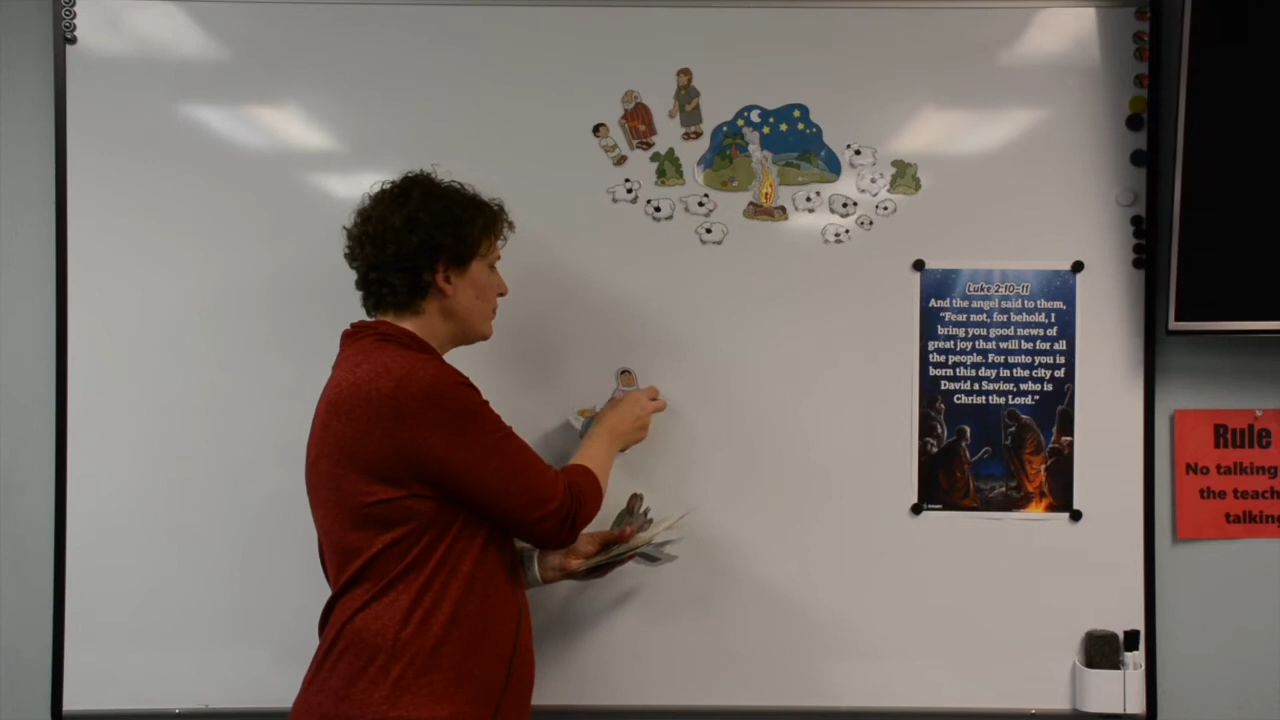 Luke 2:10-11
And the angel said to them,
"Fear not, for behold, I
bring you good news of
great joy that will be for all
the people. For unto you is
born this day in the city of
David a Savior, who is
Christ the Lord."
Rule
No talking
the teach
talking